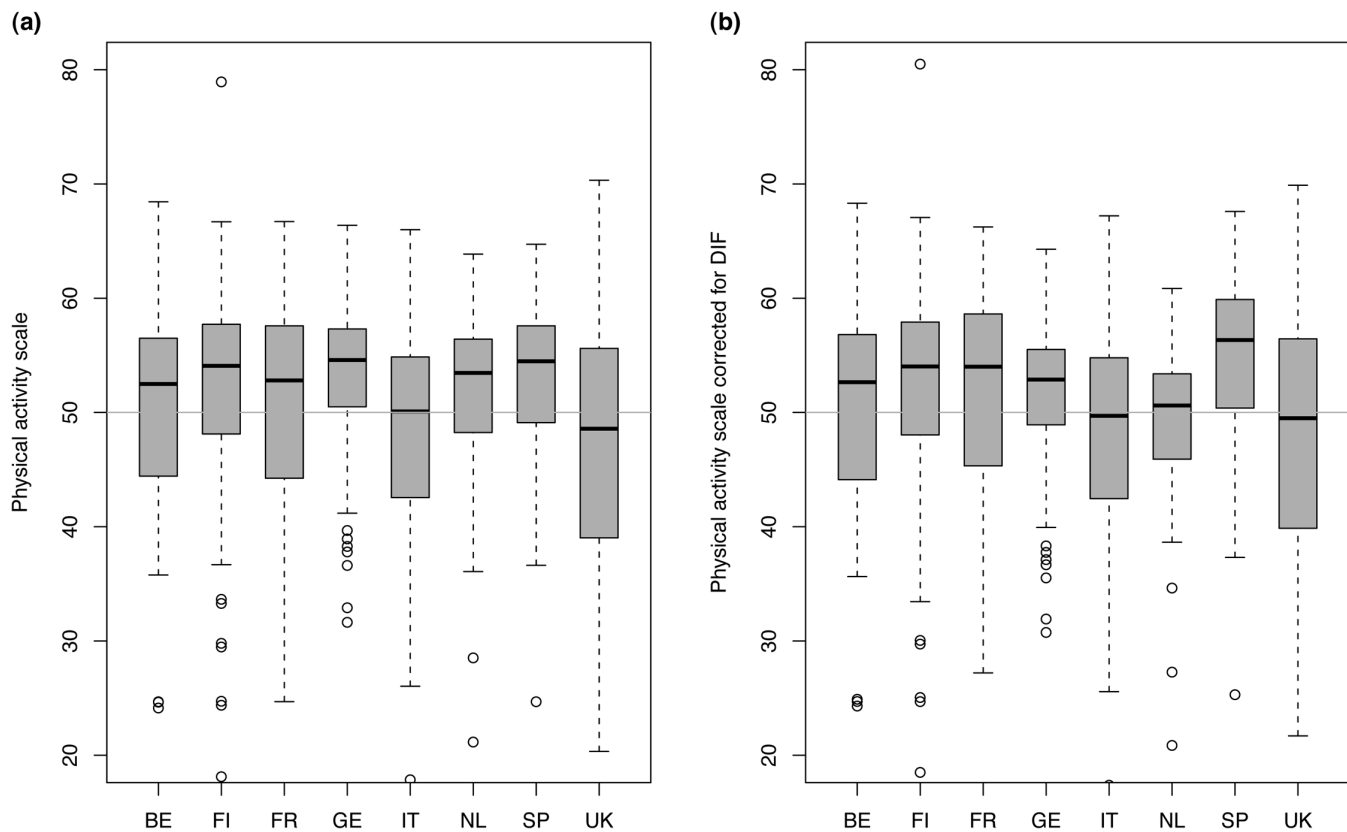 (a)
Physical activity scale
80
70
60
50
40
30
20
BE FI FR GE IT NL SP UK
(b)
Physical activity scale corrected for DIF
80
70
60
50
40
30
20
BE FI FR GE IT NL SP UK